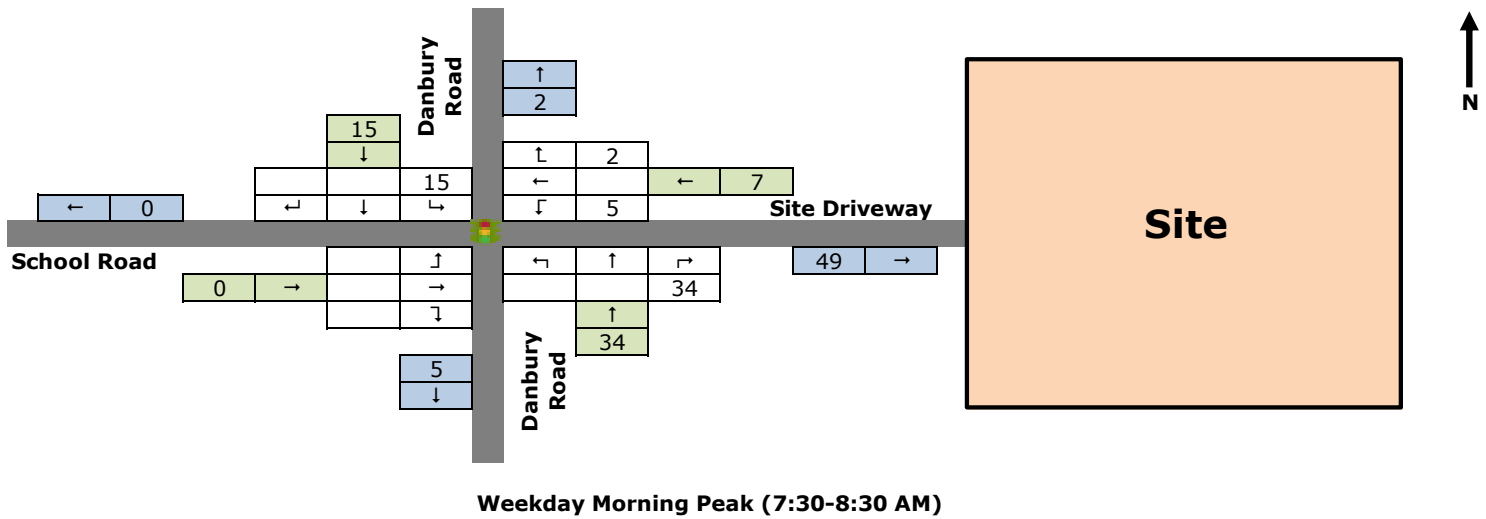 Danbury
Road
↑
2
N
15
↓
↰ 2
15
← ← 7
↵ ↓ ↳
↲ 5
← 0
Site Driveway
Site
School Road
↰ ↑ ↱
49 →
0 → →
34
↴
↑
34
5
↓
Danbury
Road
Weekday Morning Peak (7:30-8:30 AM)